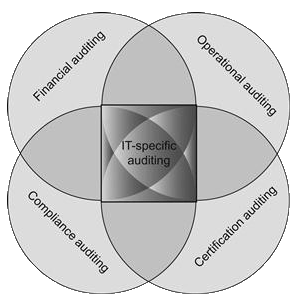 Financial auditing
Operational auditing
IT-specific
auditing
Compliance auditing
Certification auditing